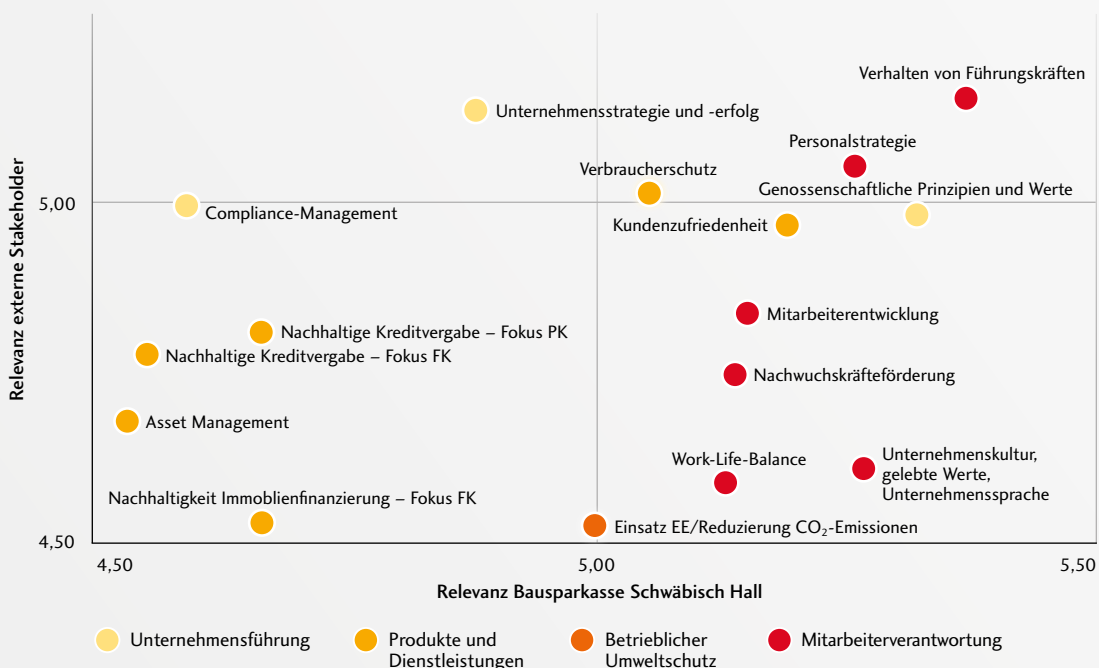 Relevanz externe Stakeholder
Verhalten von Führungskräften
Unternehmensstrategie und -erfolg
Personalstrategie
Verbraucherschutz
Genossenschaftliche Prinzipien und Werte
5,00
Compliance-Management
Kundenzufriedenheit
Mitarbeiterentwicklung
Nachhaltige Kreditvergabe – Fokus PK
Nachhaltige Kreditvergabe – Fokus FK
Nachwuchskräfteförderung
Asset Management
Work-Life-Balance
Unternehmenskultur,
gelebte Werte,
Unternehmenssprache
Nachhaltigkeit Immoblienfinanzierung – Fokus FK
Einsatz EE/Reduzierung CO₂-Emissionen
4,50
4,50
5,00
5,50
Relevanz Bausparkasse Schwäbisch Hall
Unternehmensführung
Produkte und
Dienstleistungen
Betrieblicher
Umweltschutz
Mitarbeiterverantwortung